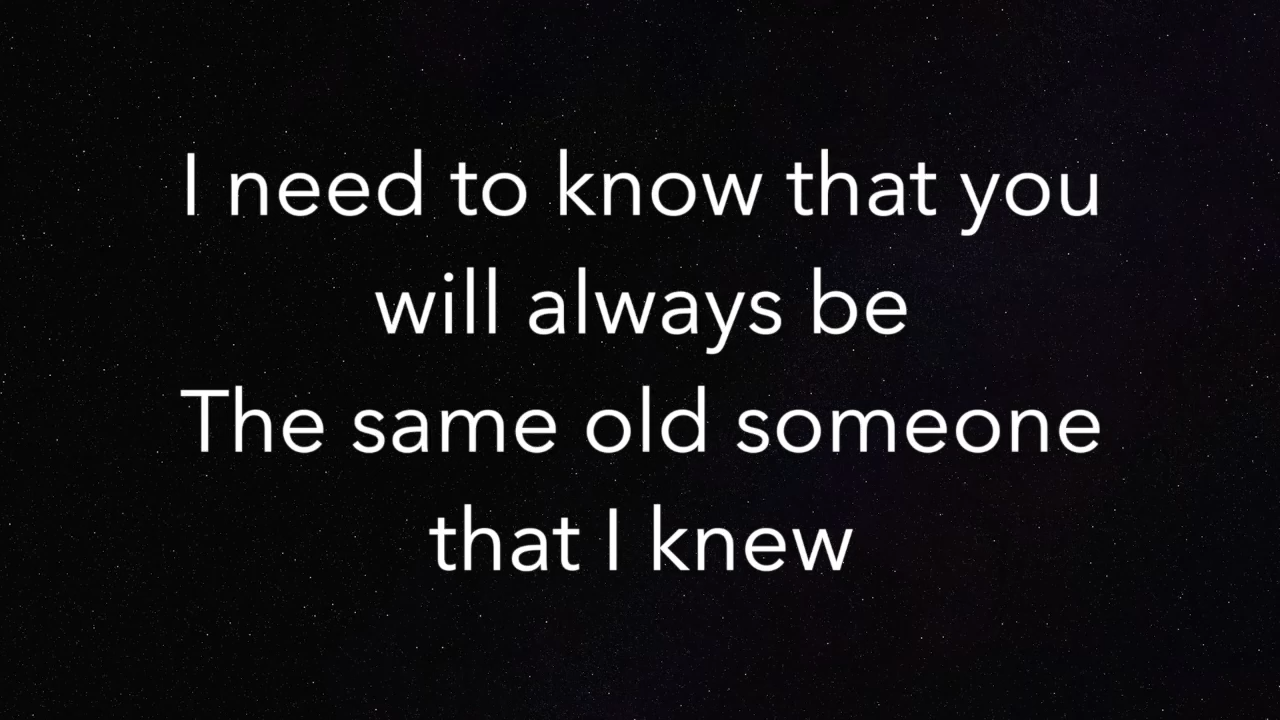 I need to know that you
will always be
The same old someone
that I knew